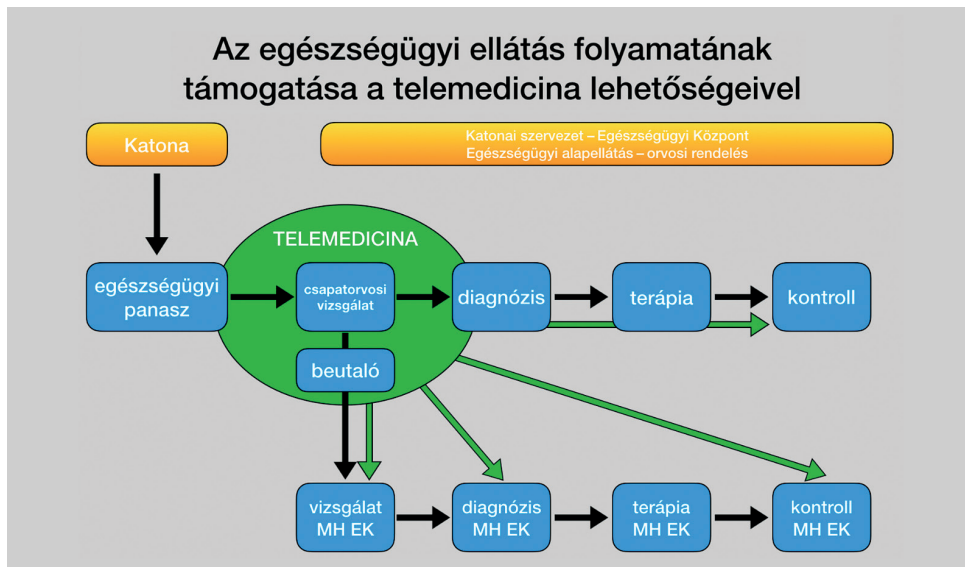 Az egészségügyi ellátás folyamatának
támogatása a telemedicina lehetőségeivel
Katona
Katonai szervezet – Egészségügyi Központ
Egészségügyi alapellátás – orvosi rendelés
TELEMEDICINA
egészségügyi
panasz
csapatorvosi
vizsgálat
diagnózis
terápia
kontroll
beutaló
vizsgálat
MH EK
diagnózis
MH EK
terápia
MH EK
kontroll
MH EK